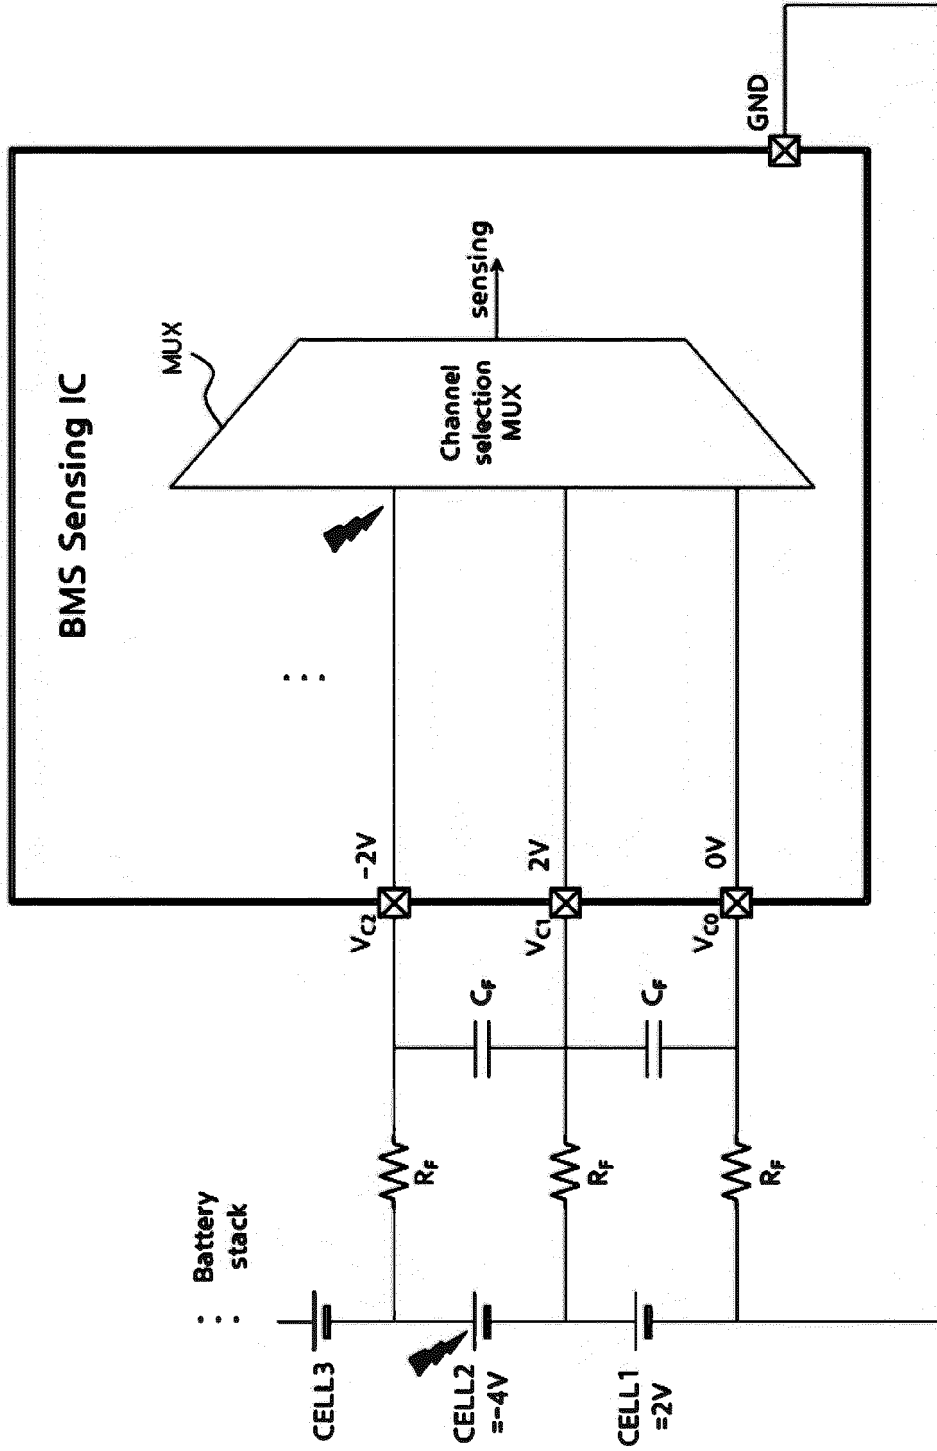 BMS Sensing IC
MUX
Channel
selection
MUX
sensing
GND
⋮
-2V
2V
0V
VC2
VC1
VC0
CF
CF
RF
RF
RF
⋮ Battery
stack
CELL3
CELL2
=-4V
CELL1
=2V